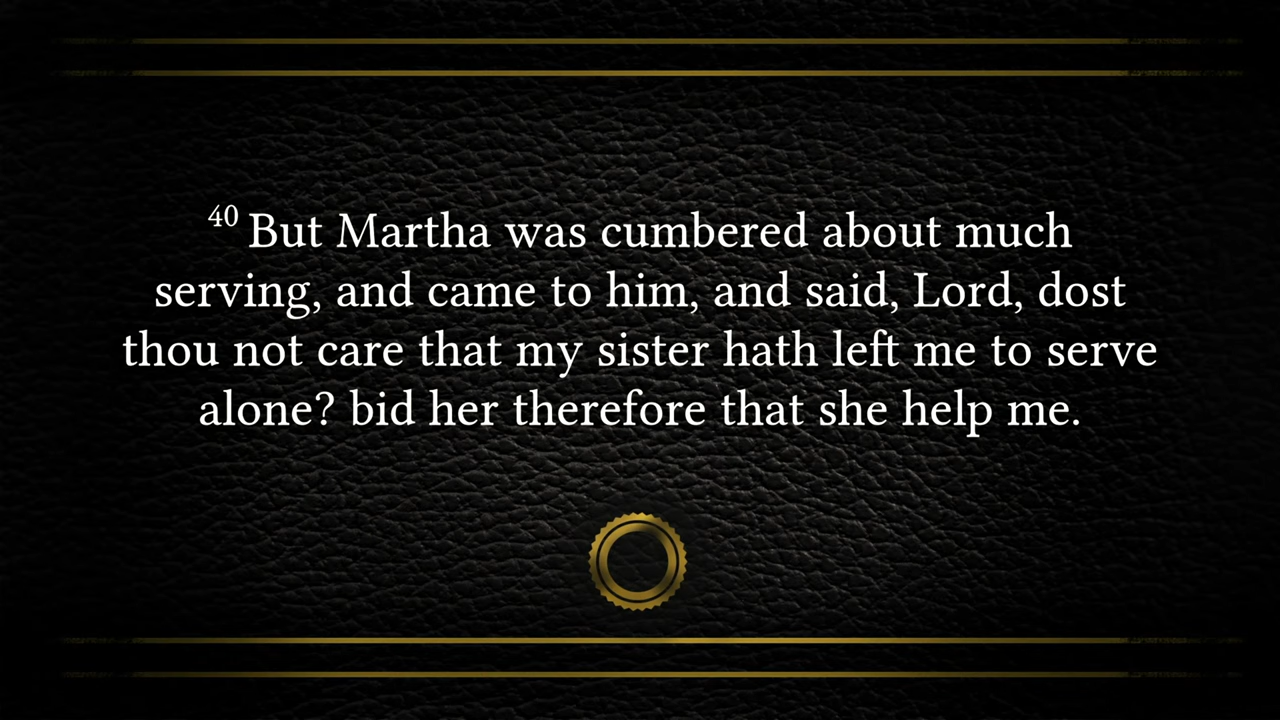 40 But Martha was cumbered about much
serving, and came to him, and said, Lord, dost
thou not care that my sister hath left me to serve
alone? bid her therefore that she help me.